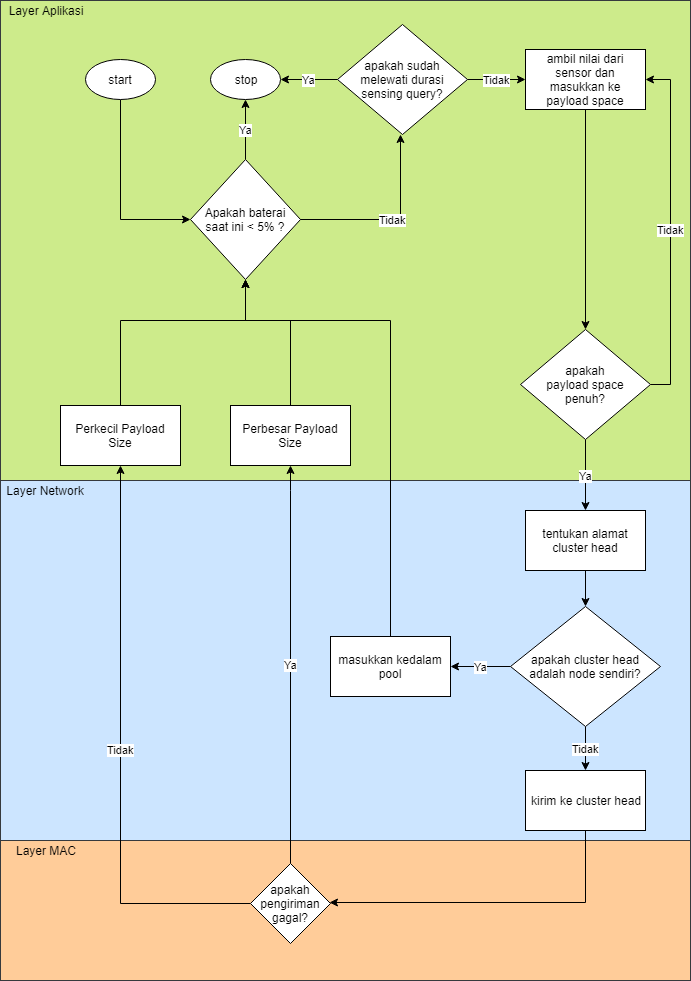 Layer Aplikasi
start
stop
Ya
apakah sudah
melewati durasi
sensing query?
Tidak
ambil nilai dari
sensor dan
masukkan ke
payload space
Ya
Apakah baterai
saat ini < 5% ?
Tidak
Tidak
apakah
payload space
penuh?
Perkecil Payload
Size
Perbesar Payload
Size
Ya
Layer Network
tentukan alamat
cluster head
masukkan kedalam
pool
Ya
apakah cluster head
adalah node sendiri?
Ya
Tidak
Tidak
kirim ke cluster head
Layer MAC
apakah
pengiriman
gagal?